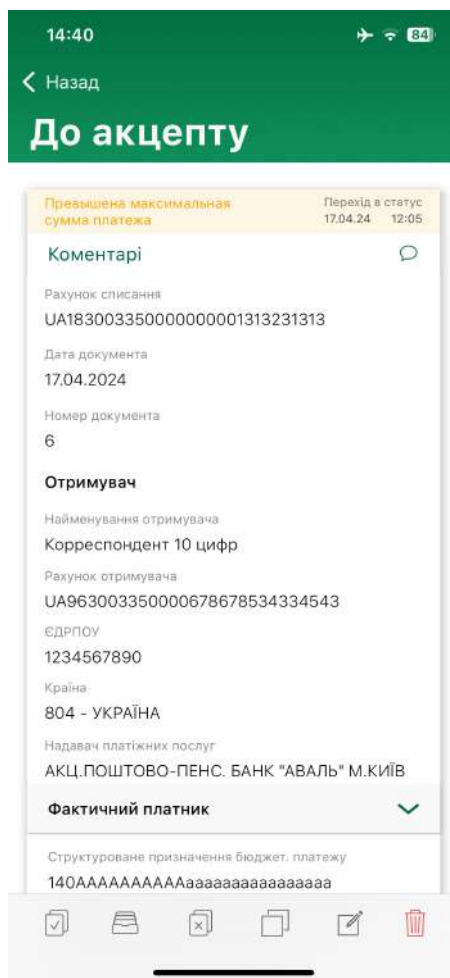 14:40
84
Назад
До акцепту
Превышена максимальная
сумма платежа
Перехід в статус
17.04.24 12:05
Коментарі
Рахунок списання
UA183003350000000001313231313
Дата документа
17.04.2024
Номер документа
6
Отримувач
Найменування отримувача
Корреспондент 10 цифр
Рахунок отримувача
UA963003350000678678534334543
ЄДРПОУ
1234567890
Країна
804 - УКРАЇНА
Надавач платіжних послуг
АКЦ.ПОШТОВО-ПЕНС. БАНК "АВАЛЬ" М.КИЇВ
Фактичний платник
Структуроване призначення бюджет. платежу
140AAAAAAAAAAaaaaaaaaaaaaaaaa